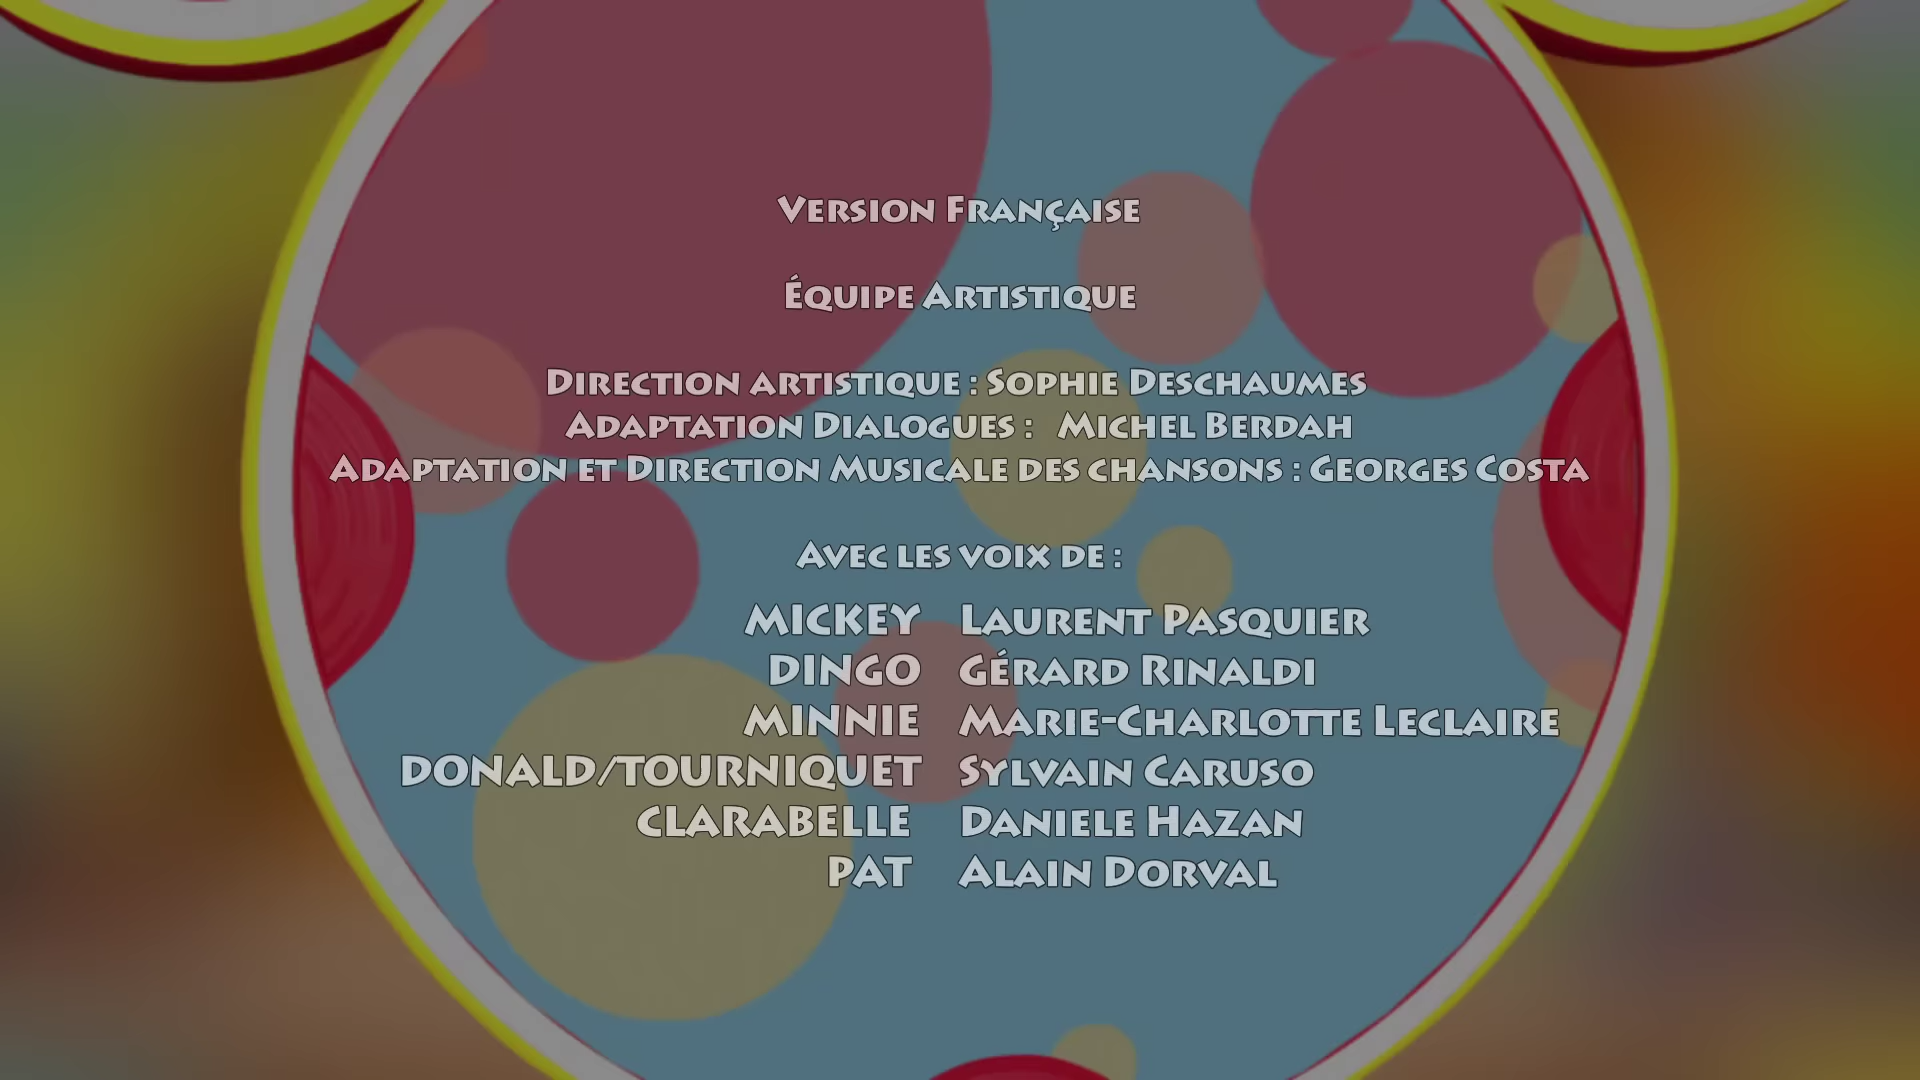 Version Française
Équipe Artistique
Direction artistique : Sophie Deschaumes
Adaptation Dialogues : Michel Berdah
Adaptation et Direction Musicale des chansons : Georges Costa
Avec les voix de :
MICKEY Laurent Pasquier
DINGO Gérard Rinaldi
MINNIE Marie-Charlotte Leclaire
DONALD/TOURNIQUET Sylvain Caruso
CLARABELLE Daniele Hazan
PAT Alain Dorval